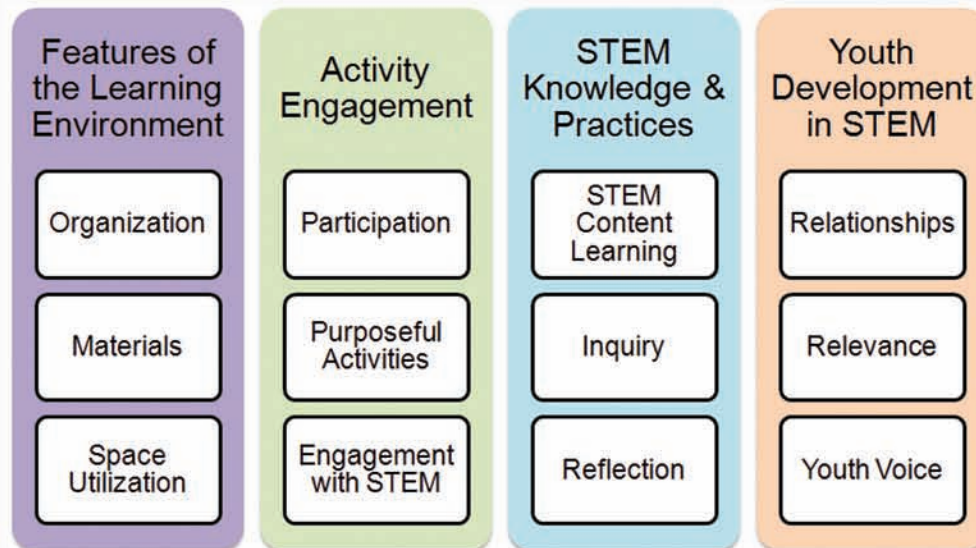 Features of
the Learning
Environment
Organization
Materials
Space
Utilization
Activity
Engagement
Participation
Purposeful
Activities
Engagement
with STEM
STEM
Knowledge &
Practices
STEM
Content
Learning
Inquiry
Reflection
Youth
Development
in STEM
Relationships
Relevance
Youth Voice